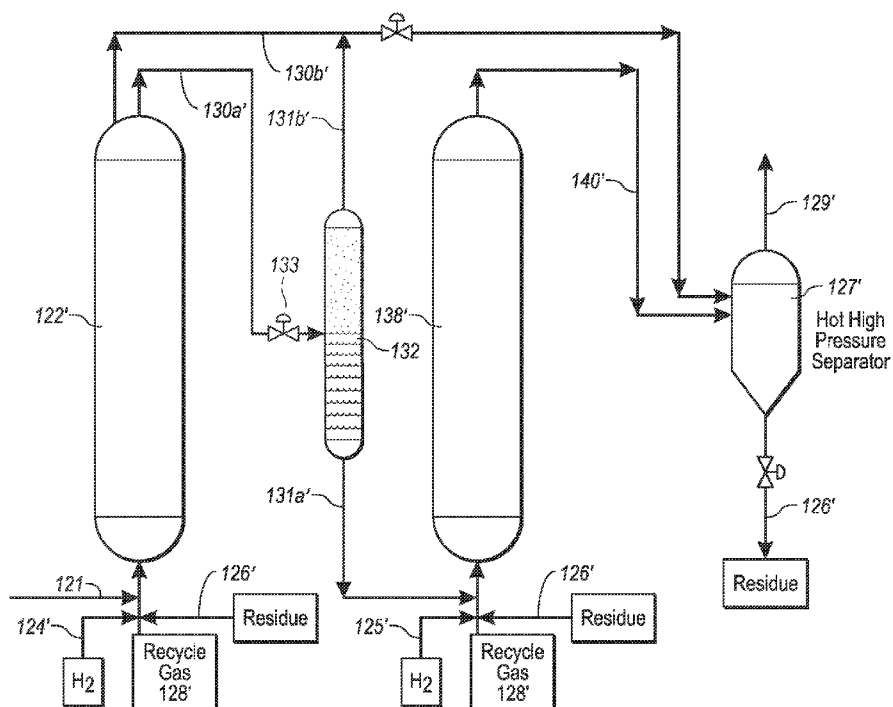 130b'
130a'
131b'
140'
129'
133
127'
122'
138'
132
Hot High
Pressure
Separator
131a'
126'
121
126'
126'
Residue
Residue
Residue
124'
125'
H2
Recycle
Gas
128'
H2
Recycle
Gas
128'